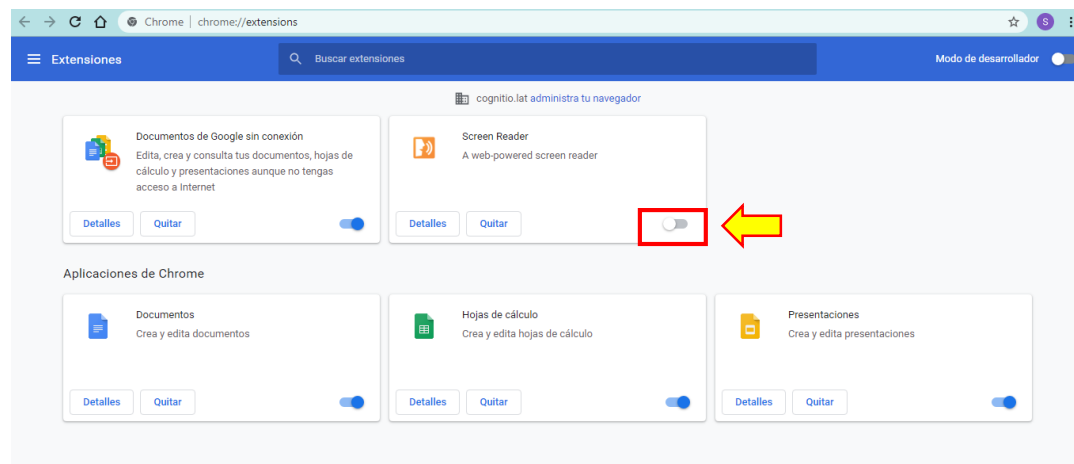 Chrome | chrome://extensions
S
Extensiones
Buscar extensiones
Modo de desarrollador
cognitio.lat administra tu navegador
Documentos de Google sin conexión
Edita, crea y consulta tus documentos, hojas de
cálculo y presentaciones aunque no tengas
acceso a Internet
Detalles
Quitar
Screen Reader
A web-powered screen reader
Detalles
Quitar
Aplicaciones de Chrome
Documentos
Crea y edita documentos
Detalles
Quitar
Hojas de cálculo
Crea y edita hojas de cálculo
Detalles
Quitar
Presentaciones
Crea y edita presentaciones
Detalles
Quitar